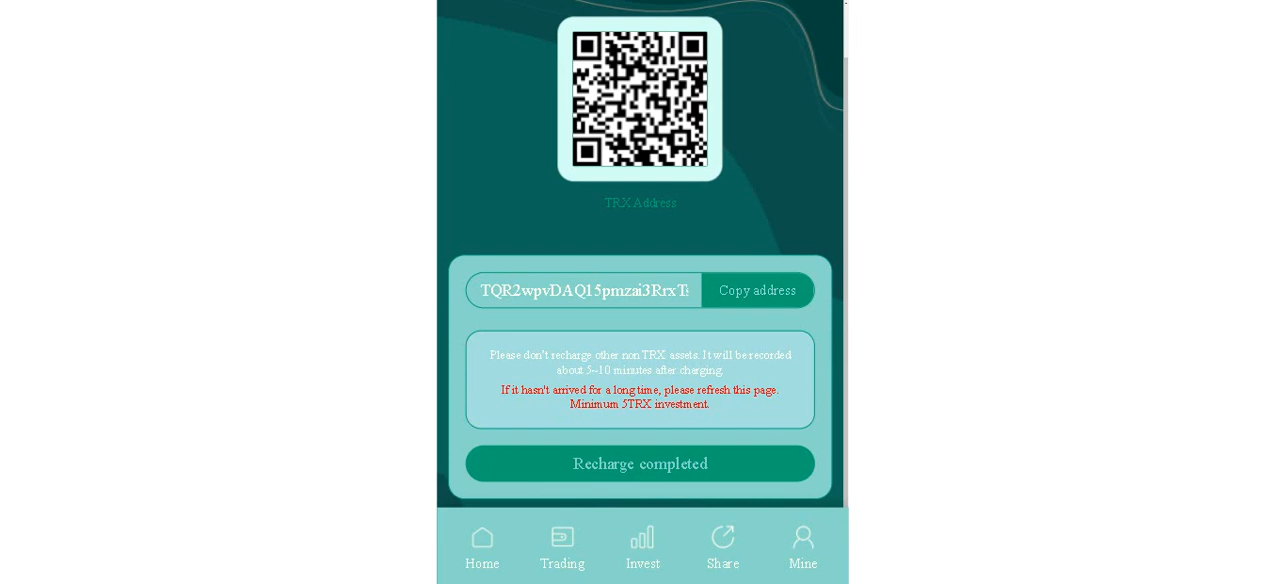 TRX Address
TQR2wpvDAQ15pmzai3RrxT
Copy address
Please don't recharge other non TRX assets. It will be recorded
about 5~10 minutes after charging.
If it hasn't arrived for a long time, please refresh this page.
Minimum 5TRX investment.
Recharge completed
Home
Trading
Invest
Share
Mine